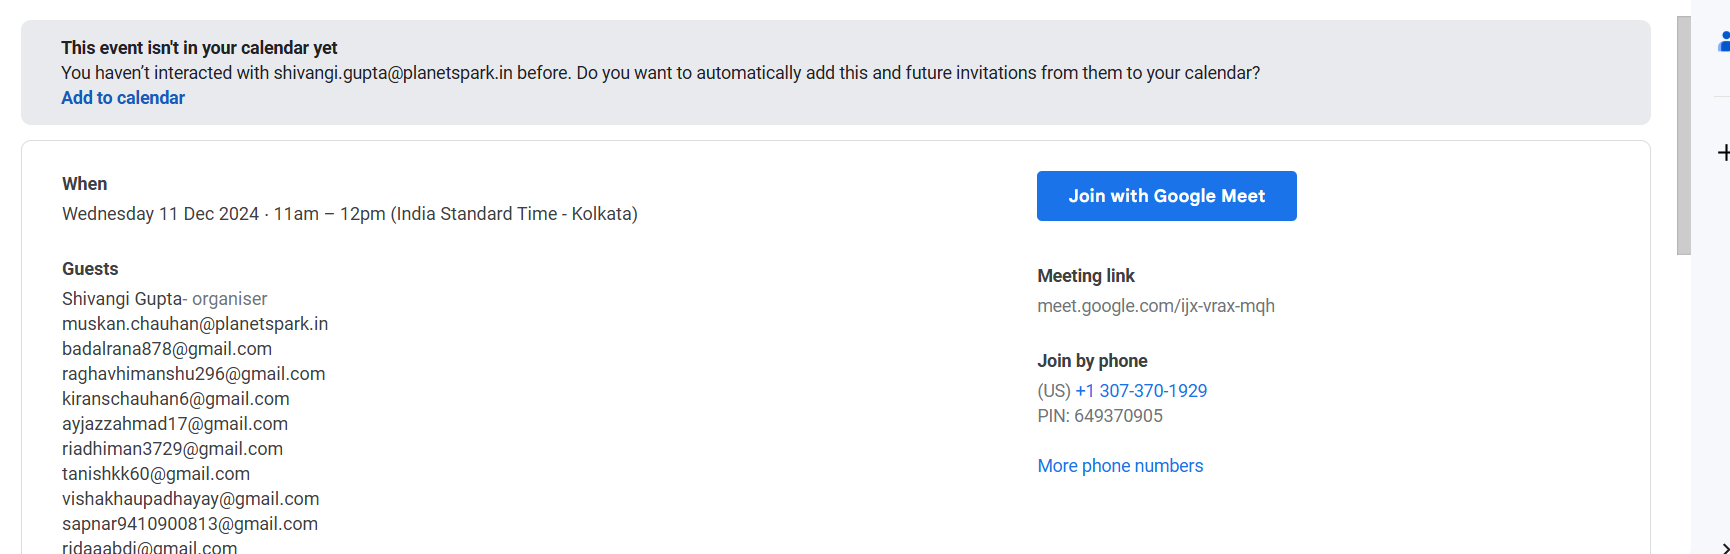 This event isn't in your calendar yet
You haven't interacted with shivangi.gupta@planetspark.in before. Do you want to automatically add this and future invitations from them to your calendar?
Add to calendar
When
Wednesday 11 Dec 2024 · 11am – 12pm (India Standard Time - Kolkata)
Guests
Shivangi Gupta- organiser
muskan.chauhan@planetspark.in
badalrana878@gmail.com
raghavhimanshu296@gmail.com
kiranschauhan6@gmail.com
ayjazzahmad17@gmail.com
riadhiman3729@gmail.com
tanishkk60@gmail.com
vishakhaupadhayay@gmail.com
sapnar9410900813@gmail.com
ridaaabdi@gmail.com
Join with Google Meet
Meeting link
meet.google.com/ijx-vrax-mqh
Join by phone
(US) +1 307-370-1929
PIN: 649370905
More phone numbers